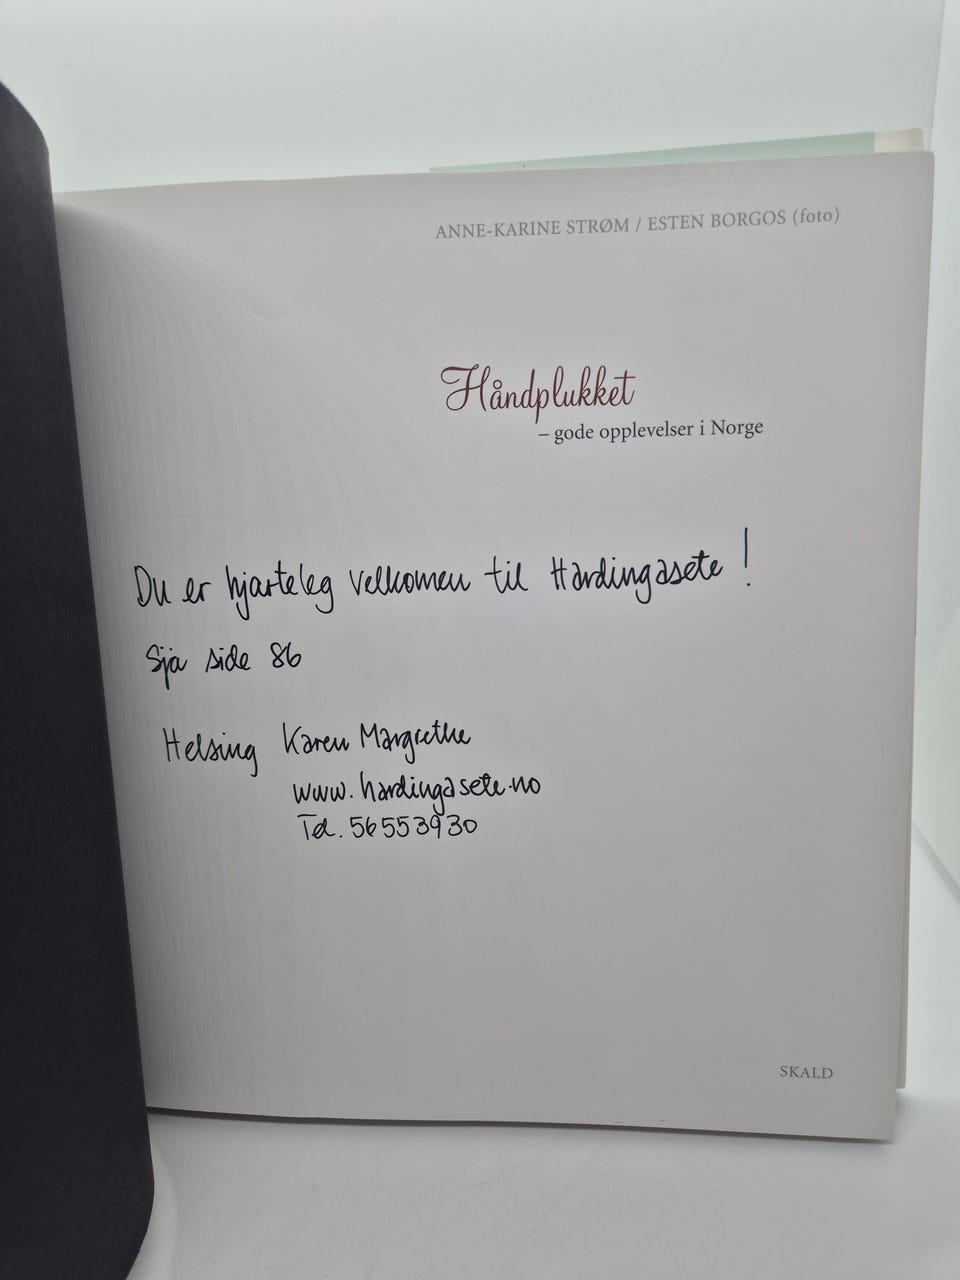 ANNE-KARINE STRØM / ESTEN BORGOS (foto)
Håndplukket
– gode opplevelser i Norge
Du er hjarteleg velkomen til Hardingasete!
Sja side 86
Helsing Karen Margrethe
www.hardingasete.no
Tel. 56553930
SKALD